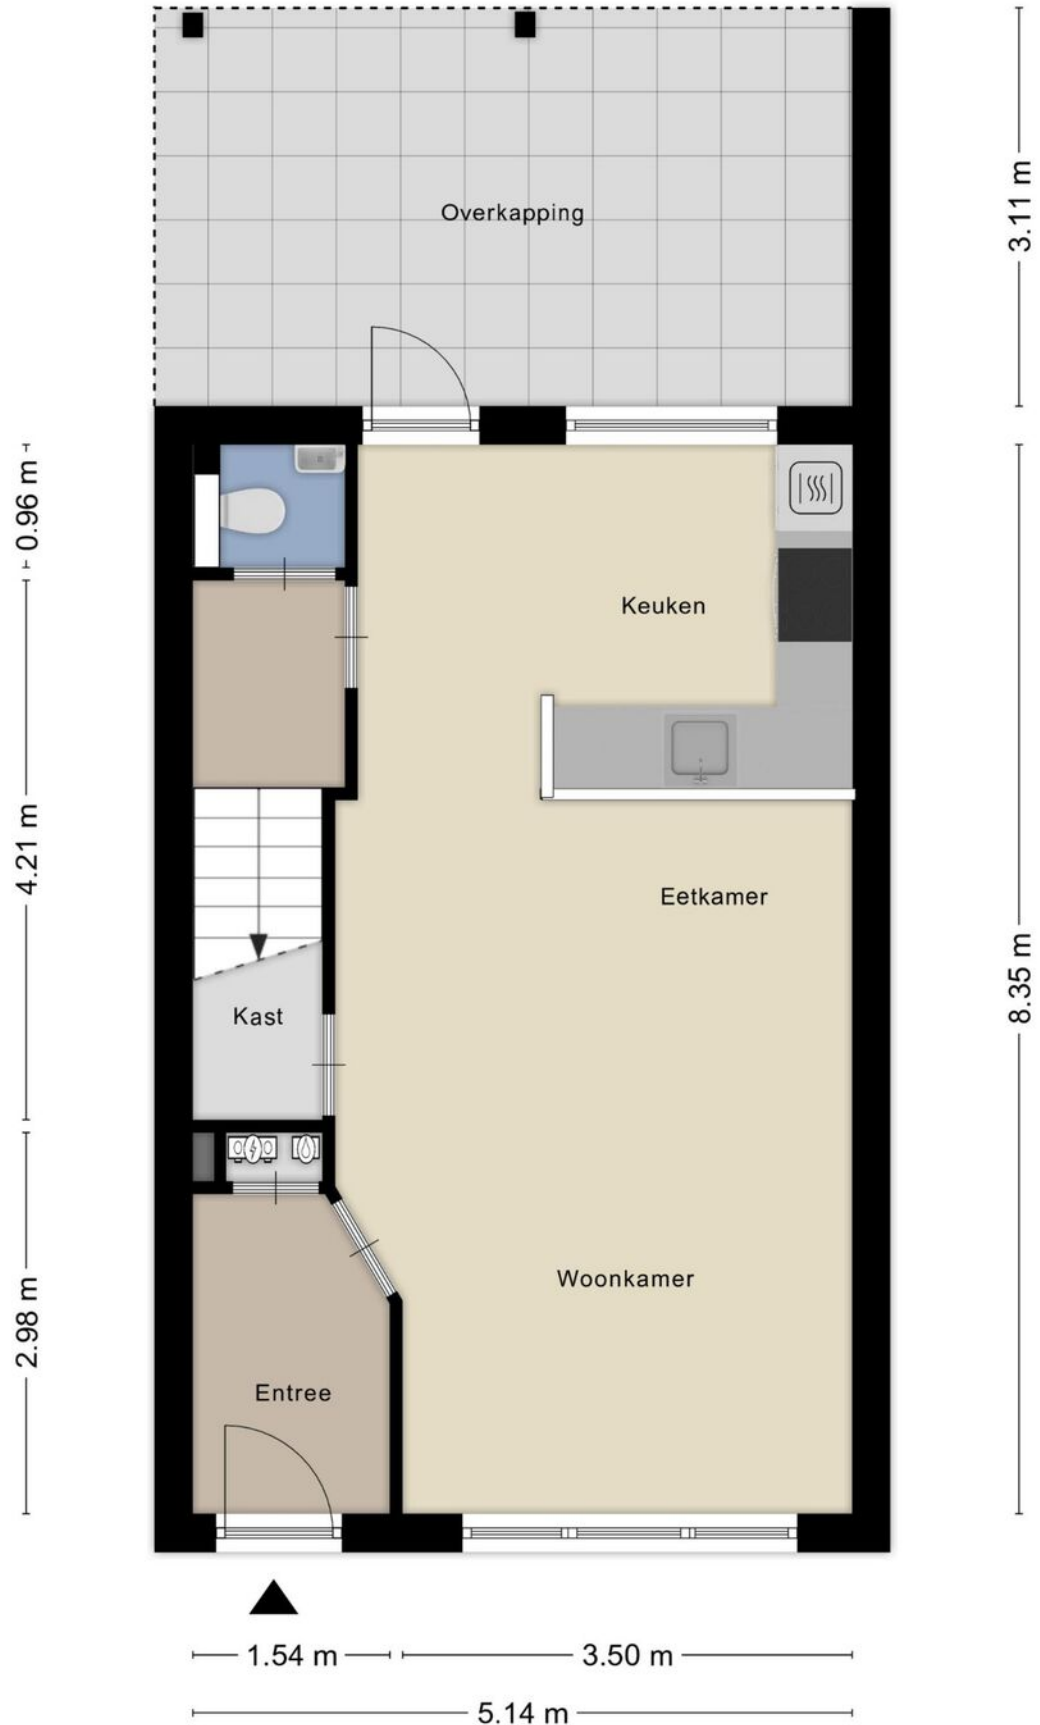 3.11 m
Overkapping
0.96 m
Keuken
4.21 m
Eetkamer
8.35 m
Kast
Woonkamer
2.98 m
Entree
1.54 m
3.50 m
5.14 m